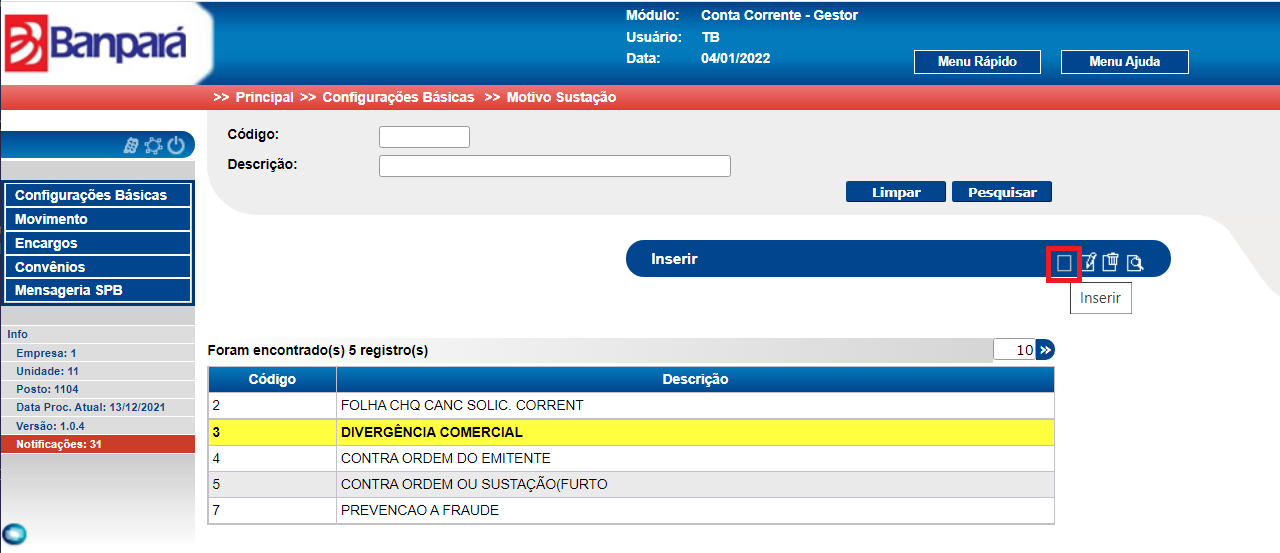 Banpará
Módulo: Conta Corrente - Gestor
Usuário: TB
Data: 04/01/2022
Menu Rápido Menu Ajuda
>> Principal >> Configurações Básicas >> Motivo Sustação
Código:
Descrição:
Limpar Pesquisar
Configurações Básicas
Movimento
Encargos
Convênios
Mensageria SPB
Info
Empresa: 1
Unidade: 11
Posto: 1104
Data Proc. Atual: 13/12/2021
Versão: 1.0.4
Notificações: 31
Inserir
Inserir
Foram encontrado(s) 5 registro(s) 10
Código Descrição
2 FOLHA CHQ CANC SOLIC. CORRENT
3 DIVERGÊNCIA COMERCIAL
4 CONTRA ORDEM DO EMITENTE
5 CONTRA ORDEM OU SUSTAÇÃO(FURTO
7 PREVENCAO A FRAUDE